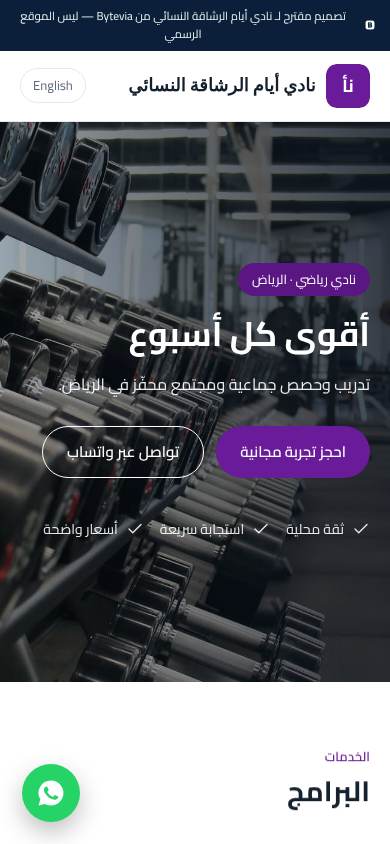 تصميم مقترح لـ نادي أيام الرشاقة النسائي من Bytevia — ليس الموقع
الرسمي
B
نأ
نادي أيام الرشاقة النسائي
English
نادي رياضي · الرياض
أقوى كل أسبوع
تدريب وحصص جماعية ومجتمع محفّز في الرياض.
احجز تجربة مجانية
تواصل عبر واتساب
ثقة محلية
استجابة سريعة
أسعار واضحة
الخدمات
البرامج